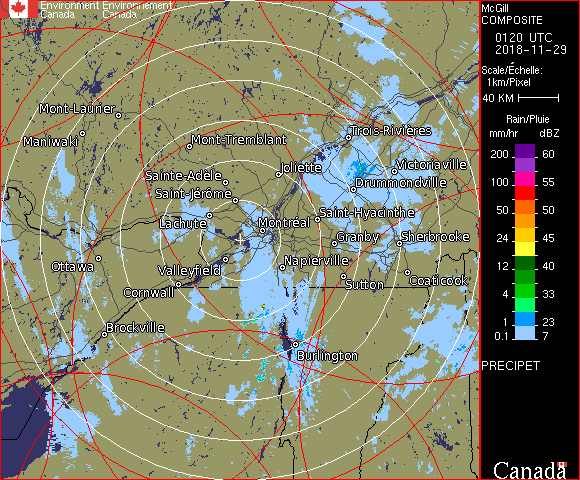 Environment Environnement
Canada Canada
McGill
COMPOSITE
0120 UTC
2018-11-29
Scale/Échelle:
1km/Pixel
40 KM
Rain/Pluie
mm/hr dBZ
200 60
100 55
50 50
24 45
12 40
4 33
1 23
0.1 7
PRECIPET
Canada
Mont-Laurier
Maniwaki
Mont-Tremblant
Trois-Rivières
Sainte-Adèle
Joliette
Victoriaville
Saint-Jérôme
Drummondville
Lachute
Montréal
Saint-Hyacinthe
Granby
Sherbrooke
Ottawa
Valleyfield
Napierville
Cornwall
Sutton
Coaticook
Brockville
Burlington